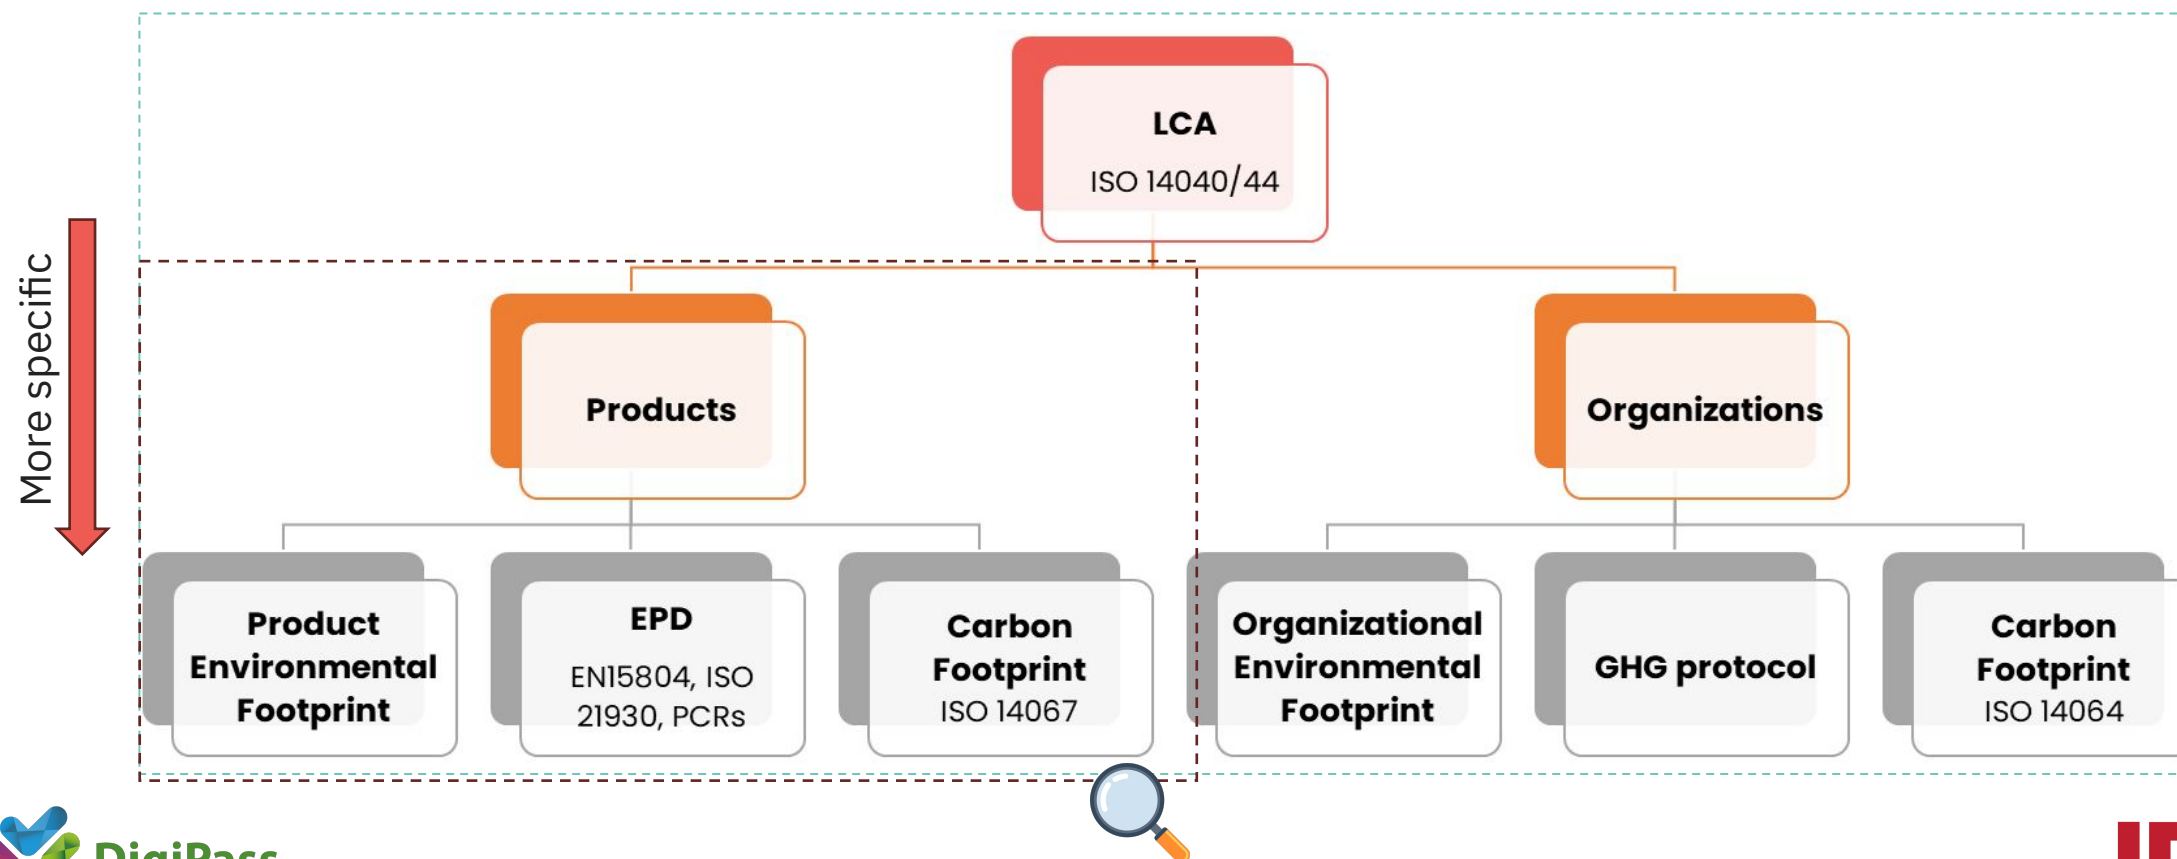 LCA
ISO 14040/44
More specific
Products
Organizations
Product
Environmental
Footprint
EPD
EN15804, ISO
21930, PCRs
Carbon
Footprint
ISO 14067
Organizational
Environmental
Footprint
GHG protocol
Carbon
Footprint
ISO 14064
DigiPass